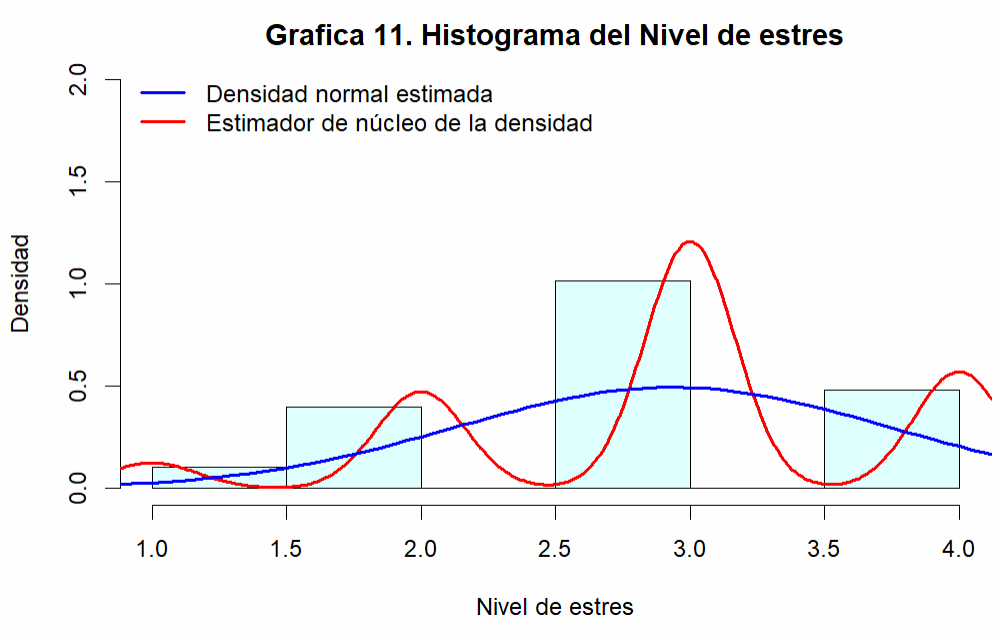 Grafica 11. Histograma del Nivel de estres
Densidad normal estimada
Estimador de núcleo de la densidad
Densidad
2.0
1.5
1.0
0.5
0.0
1.0 1.5 2.0 2.5 3.0 3.5 4.0
Nivel de estres